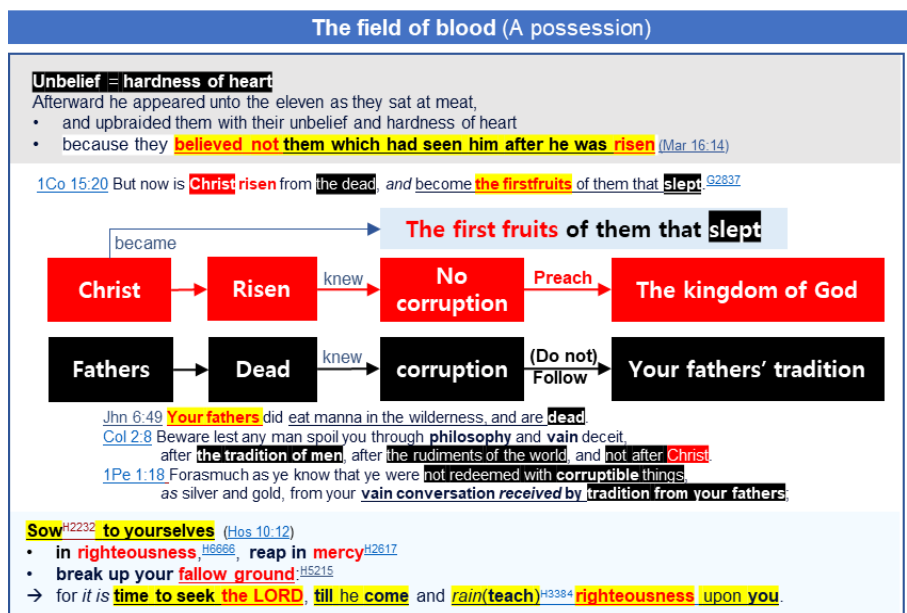 The field of blood (A possession)
Unbelief = hardness of heart
Afterward he appeared unto the eleven as they sat at meat,
• and upbraided them with their unbelief and hardness of heart
• because they believed not them which had seen him after he was risen (Mar 16:14)
1Co 15:20 But now is Christ risen from the dead, and become the firstfruits of them that slept.G2837
The first fruits of them that slept
became
Christ
Risen
knew
No corruption
Preach
The kingdom of God
Fathers
Dead
knew
corruption
(Do not) Follow
Your fathers' tradition
Jhn 6:49 Your fathers did eat manna in the wilderness, and are dead.
Col 2:8 Beware lest any man spoil you through philosophy and vain deceit,
after the tradition of men, after the rudiments of the world, and not after Christ.
1Pe 1:18 Forasmuch as ye know that ye were not redeemed with corruptible things,
as silver and gold, from your vain conversation received by tradition from your fathers;
SowH2232 to yourselves (Hos 10:12)
• in righteousness,H6666, reap in mercyH2617
• break up your fallow ground:H5215
→ for it is time to seek the LORD, till he come and rain(teach)H3384 righteousness upon you.